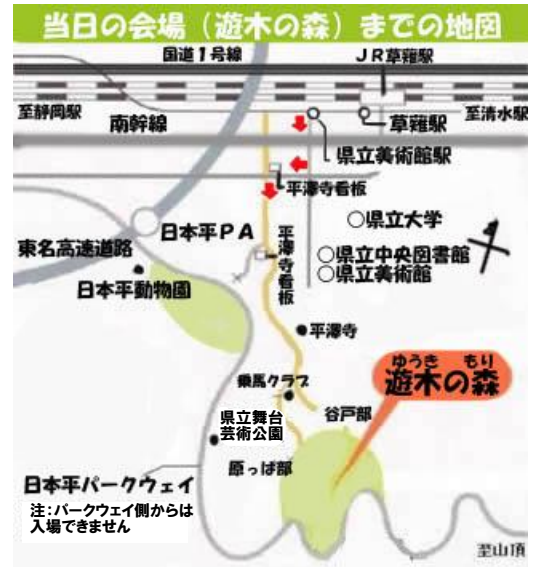 当日の会場（遊木の森）までの地図
国道１号線
ＪＲ草薙駅
至静岡駅
南幹線
草薙駅
至清水駅
県立美術館駅
平澤寺看板
○県立大学
日本平ＰＡ
平澤寺看板
東名高速道路
○県立中央図書館
○県立美術館
日本平動物園
平澤寺
ゆうき もり
遊木の森
乗馬クラブ
谷戸部
県立舞台
芸術公園
原っぱ部
日本平パークウェイ
注：パークウェイ側からは
入場できません
至山頂